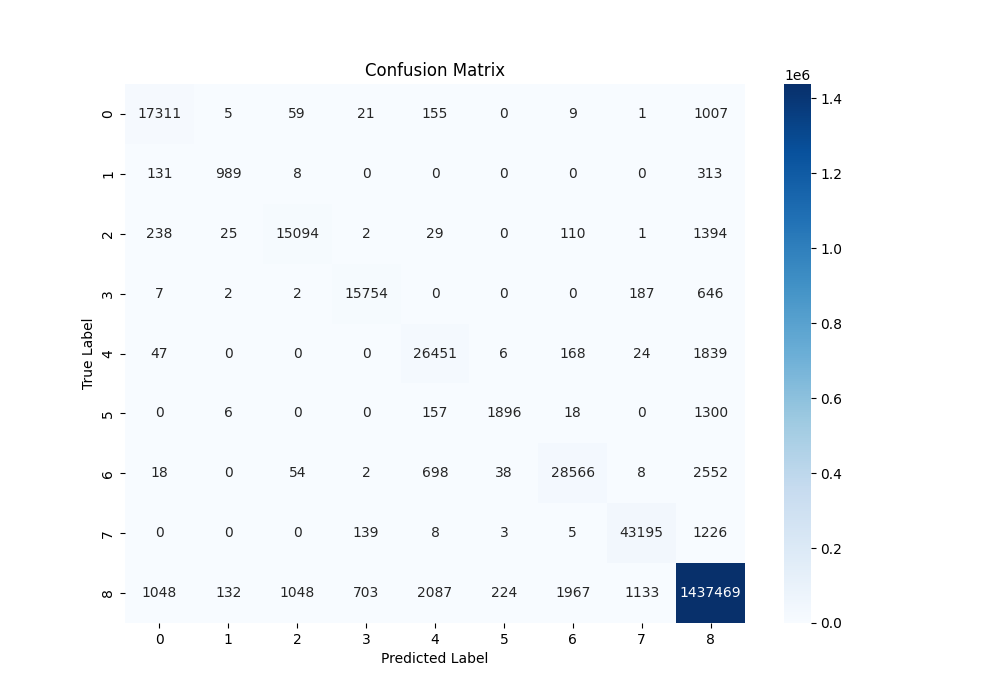 Confusion Matrix
1e6
0 17311 5 59 21 155 0 9 1 1007
1 131 989 8 0 0 0 0 0 313
2 238 25 15094 2 29 0 110 1 1394
3 7 2 2 15754 0 0 0 187 646
4 47 0 0 0 26451 6 168 24 1839
5 0 6 0 0 157 1896 18 0 1300
6 18 0 54 2 698 38 28566 8 2552
7 0 0 0 139 8 3 5 43195 1226
8 1048 132 1048 703 2087 224 1967 1133 1437469
0 1 2 3 4 5 6 7 8
Predicted Label
True Label
1.4
1.2
1.0
0.8
0.6
0.4
0.2
0.0